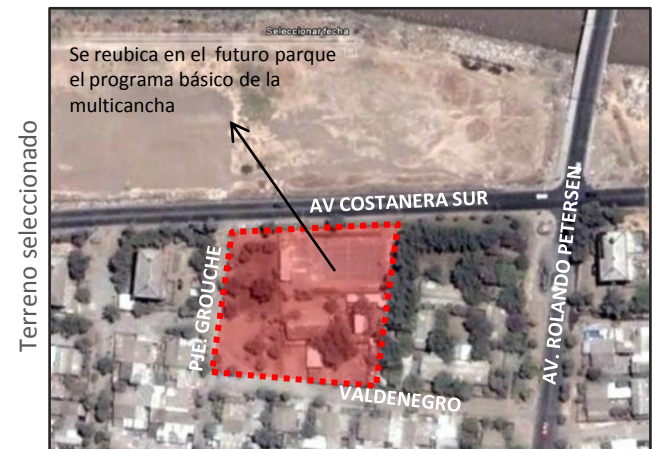 Seleccionar fecha
Se reubica en el futuro parque
el programa básico de la
multicancha
Terreno seleccionado
AV COSTANERA SUR
PJE. GROUCHE
AV. ROLANDO PETERSEN
VALDENEGRO